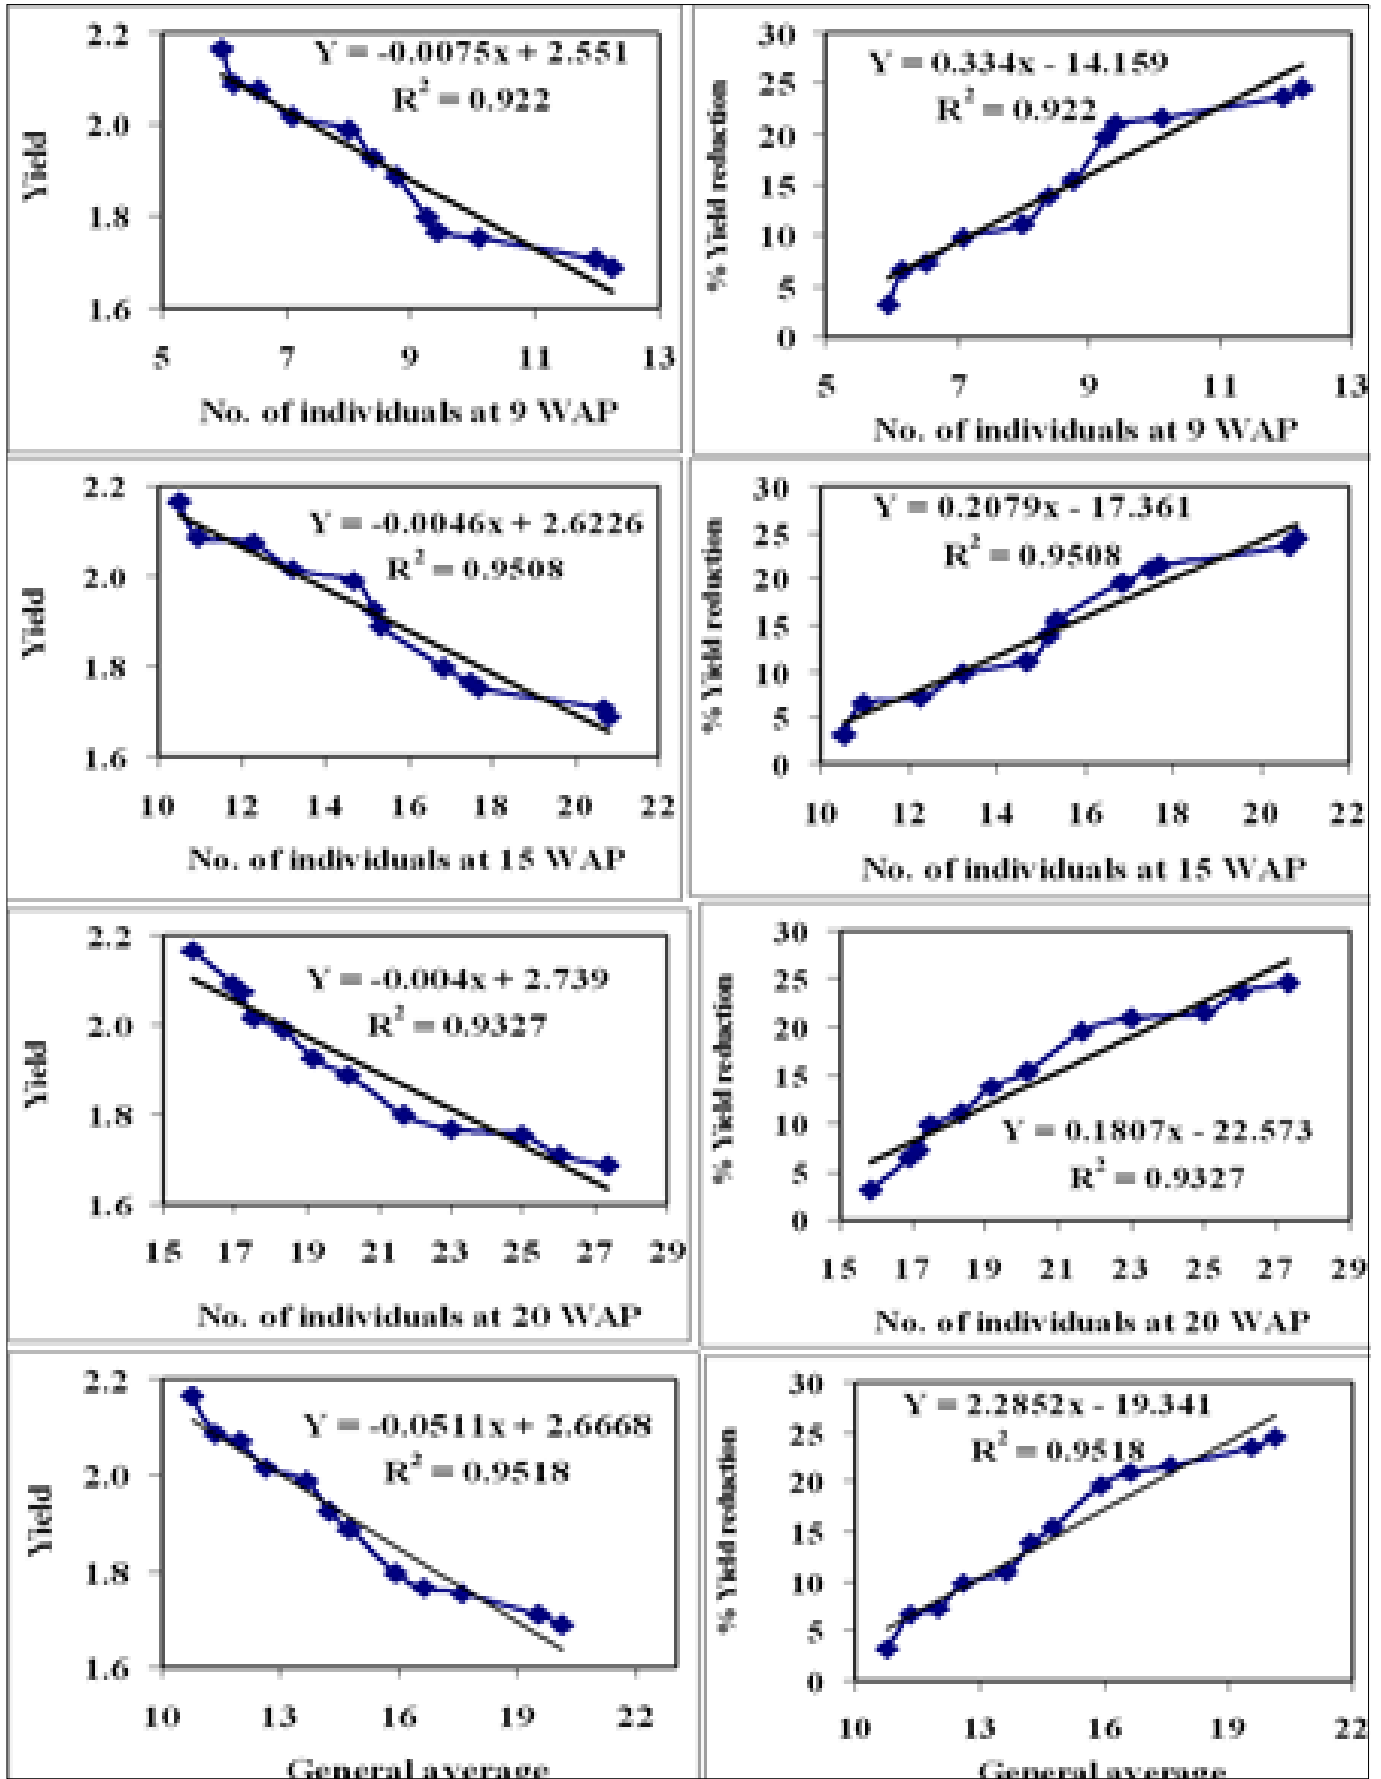 Y = -0.0075x + 2.551
R² = 0.922
Yield
2.2
2.0
1.8
1.6
5 7 9 11 13
No. of individuals at 9 WAP
Y = 0.334x - 14.159
R² = 0.922
% Yield reduction
30
25
20
15
10
5
0
5 7 9 11 13
No. of individuals at 9 WAP
Y = -0.0046x + 2.6226
R² = 0.9508
Yield
2.2
2.0
1.8
1.6
10 12 14 16 18 20 22
No. of individuals at 15 WAP
Y = 0.2079x - 17.361
R² = 0.9508
% Yield reduction
30
25
20
15
10
5
0
10 12 14 16 18 20 22
No. of individuals at 15 WAP
Y = -0.004x + 2.739
R² = 0.9327
Yield
2.2
2.0
1.8
1.6
15 17 19 21 23 25 27 29
No. of individuals at 20 WAP
Y = 0.1807x - 22.573
R² = 0.9327
% Yield reduction
30
25
20
15
10
5
0
15 17 19 21 23 25 27 29
No. of individuals at 20 WAP
Y = -0.0511x + 2.6668
R² = 0.9518
Yield
2.2
2.0
1.8
1.6
10 13 16 19 22
General average
Y = 2.2852x - 19.341
R² = 0.9518
% Yield reduction
30
25
20
15
10
5
0
10 13 16 19 22
General average